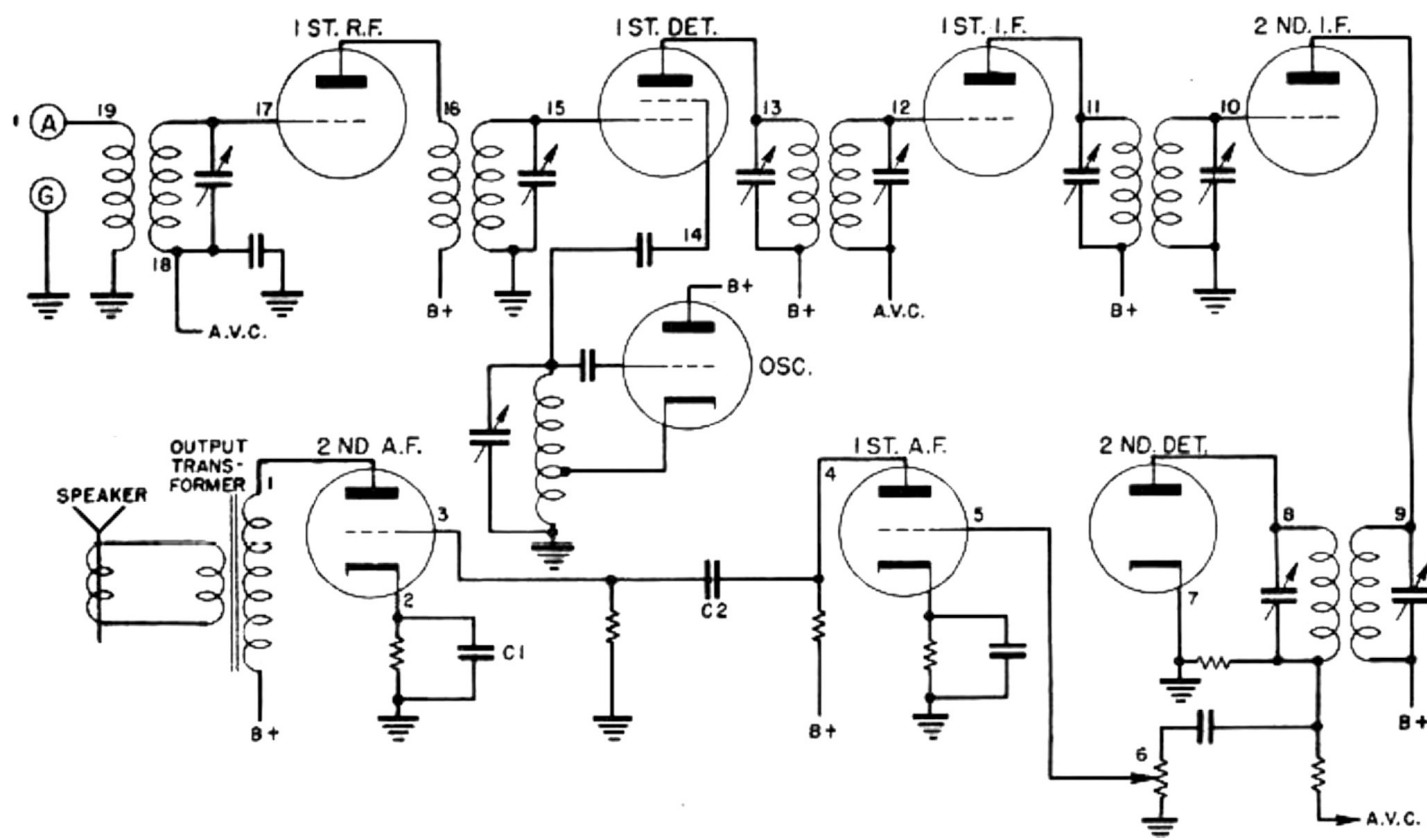 1 ST. R.F.
1 ST. DET.
1 ST. I.F.
2 ND. I.F.
A
19
17
16
15
13
12
11
10
G
18
14
B+
A.V.C.
B+
B+
A.V.C.
B+
OSC.
OUTPUT
TRANS-
FORMER
SPEAKER
1
2 ND A.F.
3
2
C1
B+
C2
4
1 ST. A.F.
5
B+
2 ND. DET.
8
9
7
B+
6
A.V.C.